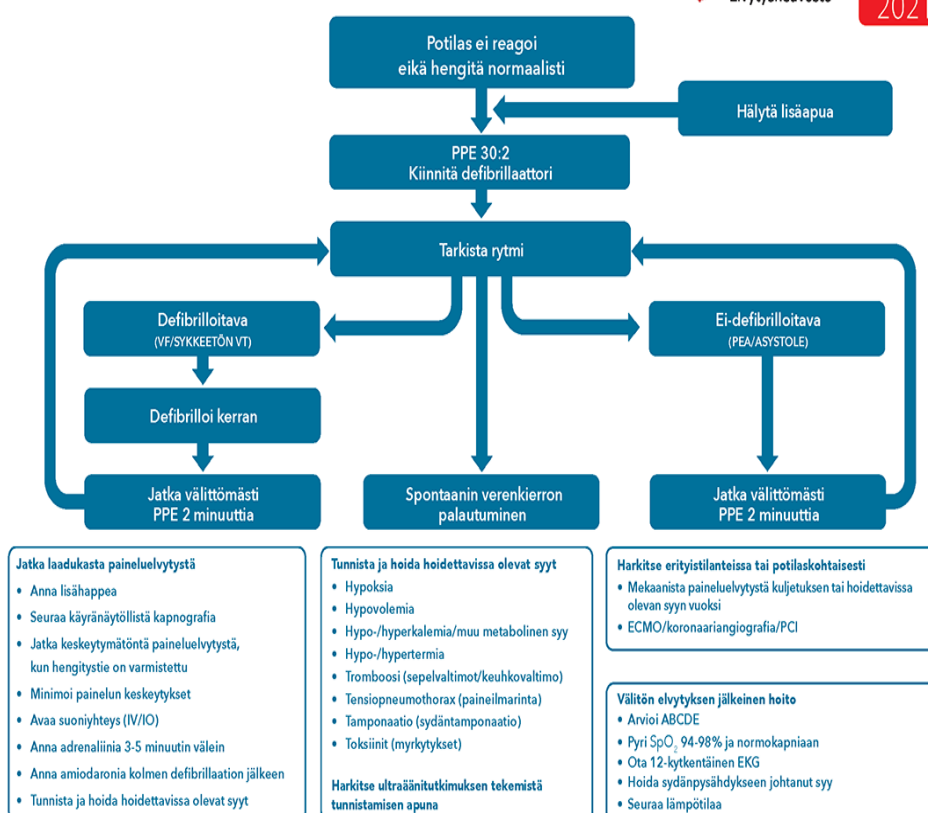 2021
Potilas ei reagoi
eikä hengitä normaalisti
Hälytä lisäapua
PPE 30:2
Kiinnitä defibrillaattori
Tarkista rytmi
Defibrilloitava
(VF/SYKKEETÖN VT)
Ei-defibrilloitava
(PEA/ASYSTOLE)
Defibrilloi kerran
Jatka välittömästi
PPE 2 minuuttia
Spontaanin verenkierron
palautuminen
Jatka välittömästi
PPE 2 minuuttia
Jatka laadukasta paineluelvytystä
• Anna lisähappea
• Seuraa käyränäytöllistä kapnografia
• Jatka keskeytymätöntä paineluelvytystä,
kun hengitystie on varmistettu
• Minimoi painelun keskeytykset
• Avaa suoniyhteys (IV/IO)
• Anna adrenaliinia 3-5 minuutin välein
• Anna amiodaronia kolmen defibrillaation jälkeen
• Tunnista ja hoida hoidettavissa olevat syyt
Tunnista ja hoida hoidettavissa olevat syyt
• Hypoksia
• Hypovolemia
• Hypo-/hyperkalemia/muu metabolinen syy
• Hypo-/hypertermia
• Tromboosi (sepelvaltimot/keuhkovaltimo)
• Tensiopneumothorax (paineilmarinta)
• Tamponaatio (sydäntamponaatio)
• Toksiinit (myrkytykset)
Harkitse ultraäänitutkimuksen tekemistä
tunnistamisen apuna
Harkitse erityistilanteissa tai potilaskohtaisesti
• Mekaanista paineluelvytystä kuljetuksen tai hoidettavissa
olevan syyn vuoksi
• ECMO/koronaariangiografia/PCI
Välitön elvytyksen jälkeinen hoito
• Arvioi ABCDE
• Pyri SpO₂ 94-98% ja normokapniaan
• Ota 12-kytkentäinen EKG
• Hoida sydänpysähdykseen johtanut syy
• Seuraa lämpötilaa